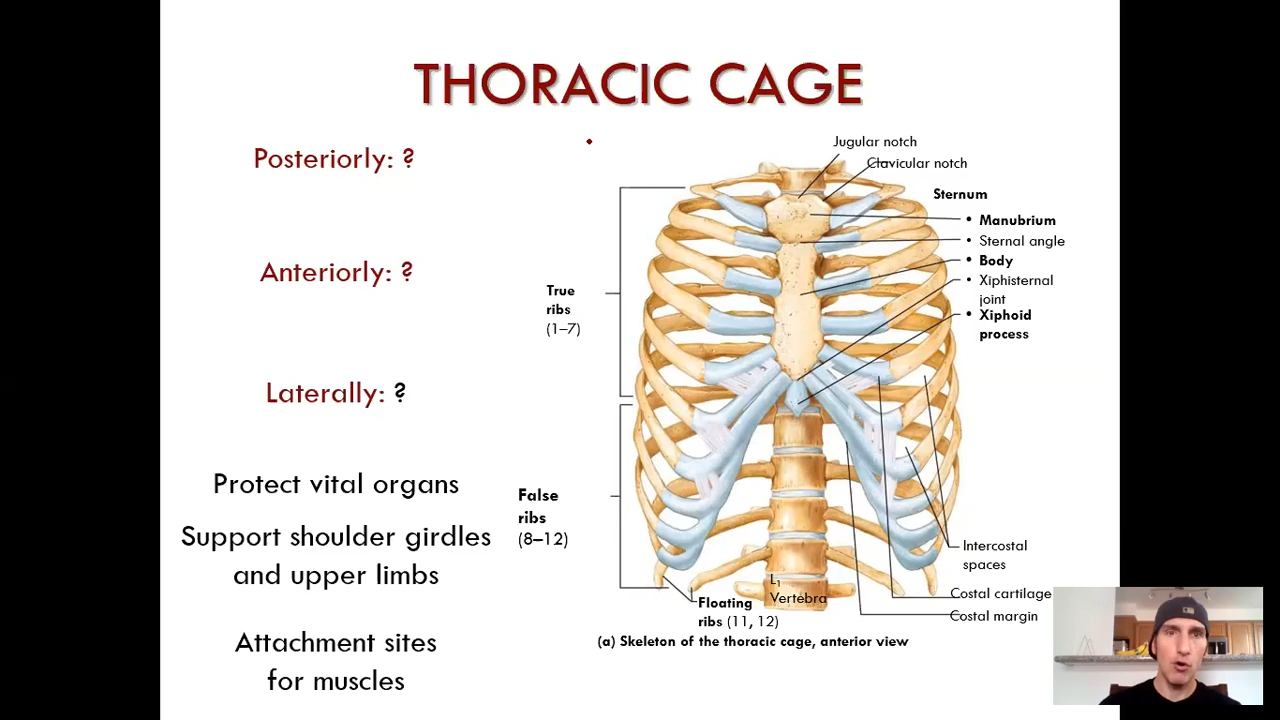 THORACIC CAGE
Posteriorly: ?
Anteriorly: ?
Laterally: ?
Protect vital organs
Support shoulder girdles
and upper limbs
Attachment sites
for muscles
Jugular notch
Clavicular notch
Sternum
• Manubrium
• Sternal angle
• Body
• Xiphisternal
joint
• Xiphoid
process
True
ribs
(1–7)
False
ribs
(8–12)
Intercostal
spaces
Costal cartilage
Costal margin
L1
Vertebra
Floating
ribs (11, 12)
(a) Skeleton of the thoracic cage, anterior view